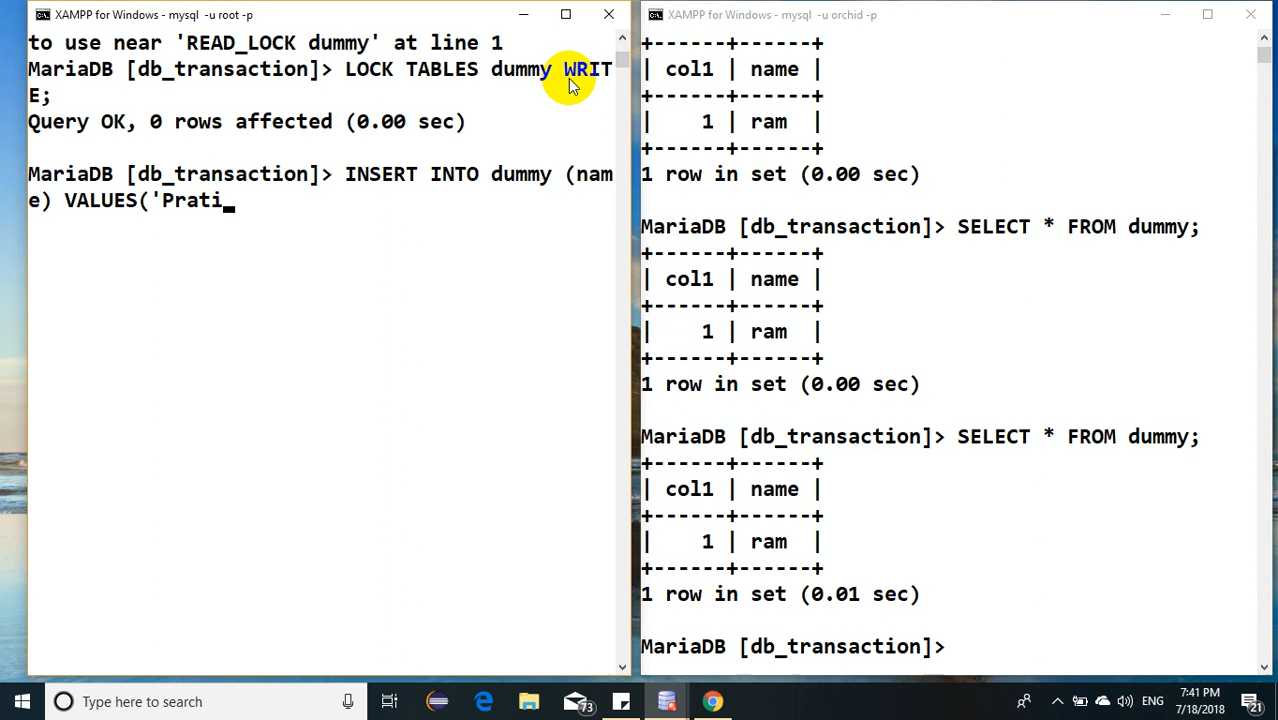 XAMPP for Windows - mysql -u root -p
to use near 'READ_LOCK dummy' at line 1
MariaDB [db_transaction]> LOCK TABLES dummy WRIT
E;
Query OK, 0 rows affected (0.00 sec)
MariaDB [db_transaction]> INSERT INTO dummy (nam
e) VALUES('Prati_
XAMPP for Windows - mysql -u orchid -p
+------+------+
| col1 | name |
+------+------+
|    1 | ram  |
+------+------+
1 row in set (0.00 sec)
MariaDB [db_transaction]> SELECT * FROM dummy;
+------+------+
| col1 | name |
+------+------+
|    1 | ram  |
+------+------+
1 row in set (0.00 sec)
MariaDB [db_transaction]> SELECT * FROM dummy;
+------+------+
| col1 | name |
+------+------+
|    1 | ram  |
+------+------+
1 row in set (0.01 sec)
MariaDB [db_transaction]>
Type here to search
73
ENG
7:41 PM
7/18/2018
21